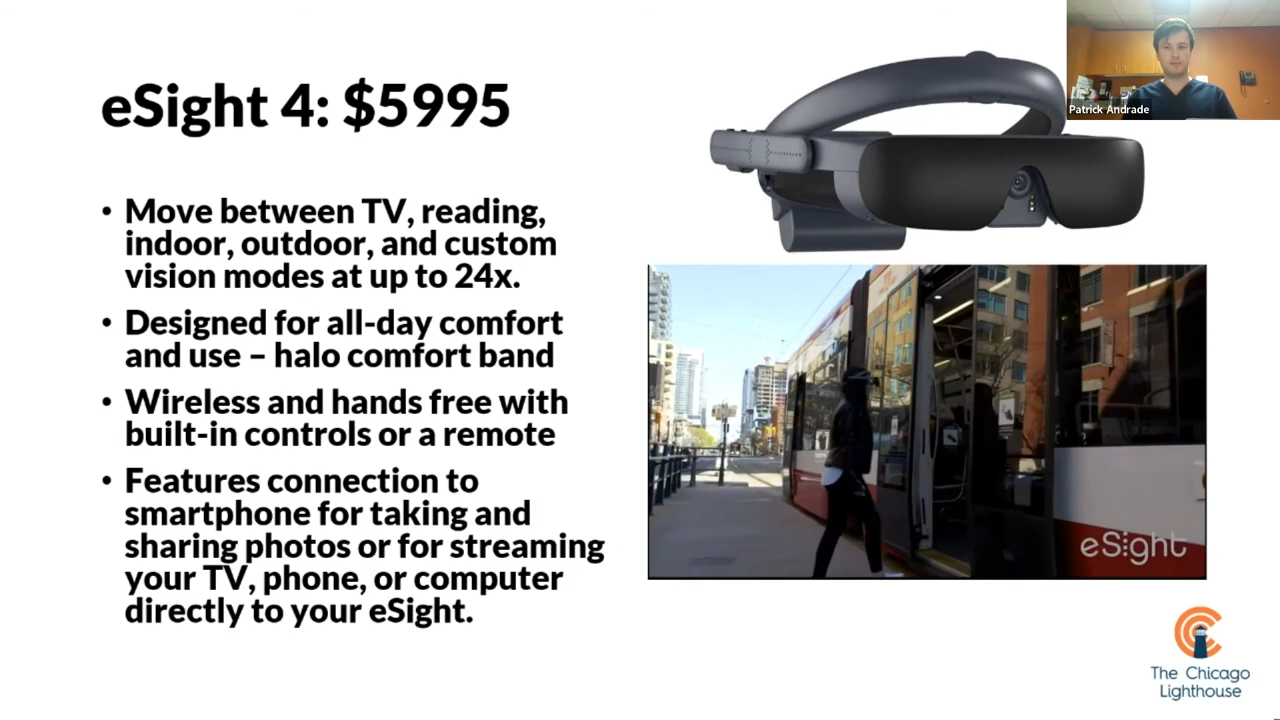 Patrick Andrade
eSight 4: $5995
• Move between TV, reading,
indoor, outdoor, and custom
vision modes at up to 24x.
• Designed for all-day comfort
and use – halo comfort band
• Wireless and hands free with
built-in controls or a remote
• Features connection to
smartphone for taking and
sharing photos or for streaming
your TV, phone, or computer
directly to your eSight.
eSight
The Chicago
Lighthouse